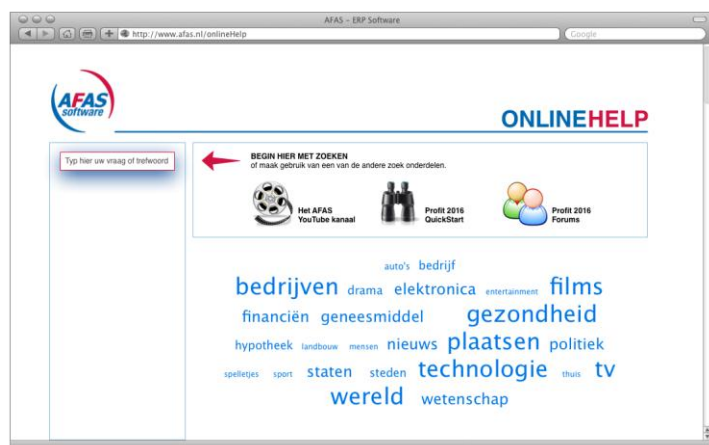 AFAS - ERP Software
http://www.afas.nl/onlineHelp
Google
AFAS
software
ONLINEHELP
Typ hier uw vraag of trefwoord
BEGIN HIER MET ZOEKEN
of maak gebruik van een van de andere zoek onderdelen.
Het AFAS
YouTube kanaal
Profit 2016
QuickStart
Profit 2016
Forums
auto's bedrijf
bedrijven drama elektronica entertainment films
financiën geneesmiddel gezondheid
hypotheek landbouw mensen nieuws plaatsen politiek
spelletjes sport staten steden technologie thuis tv
wereld wetenschap